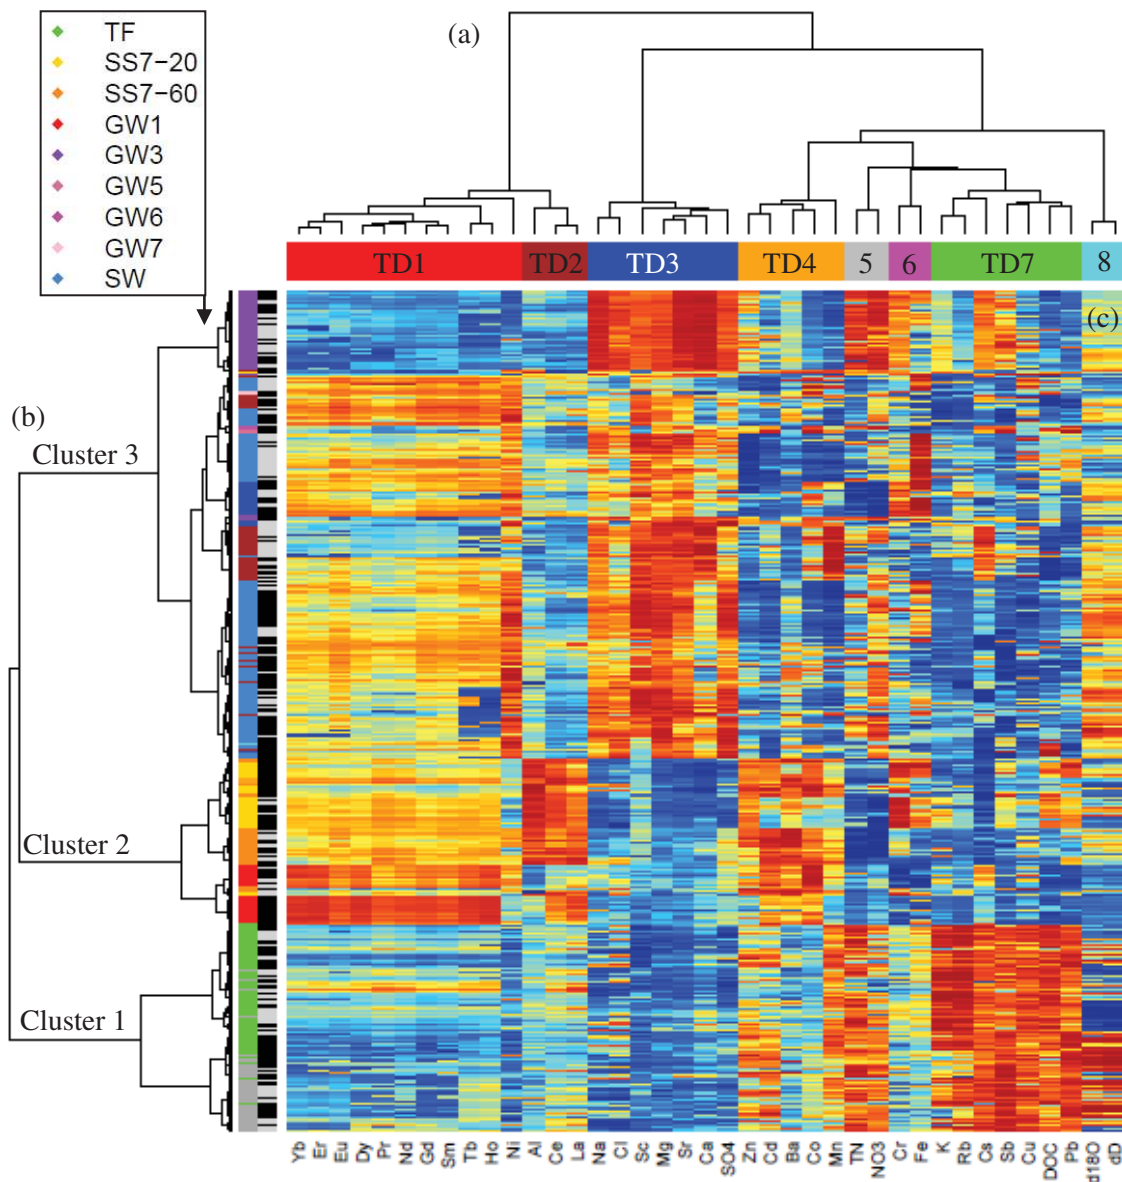 TF
SS7-20
SS7-60
GW1
GW3
GW5
GW6
GW7
SW
(a)
TD1 TD2 TD3 TD4 5 6 TD7 8
(c)
(b)
Cluster 3
Cluster 2
Cluster 1
Yb Er Eu Dy Pr Nd Gd Sm Tb Ho Ni Al Ce La Na Cl Sc Mg Sr Ca SO4 Zn Cd Ba Co Mn TN NO3 Cr Fe K Rb Cs Sb Cu DOC Pb d18O dD